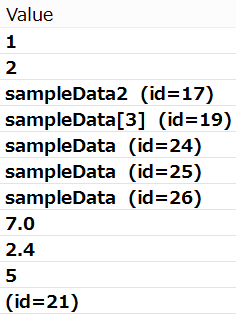 Value
1
2
sampleData2 (id=17)
sampleData[3] (id=19)
sampleData (id=24)
sampleData (id=25)
sampleData (id=26)
7.0
2.4
5
(id=21)